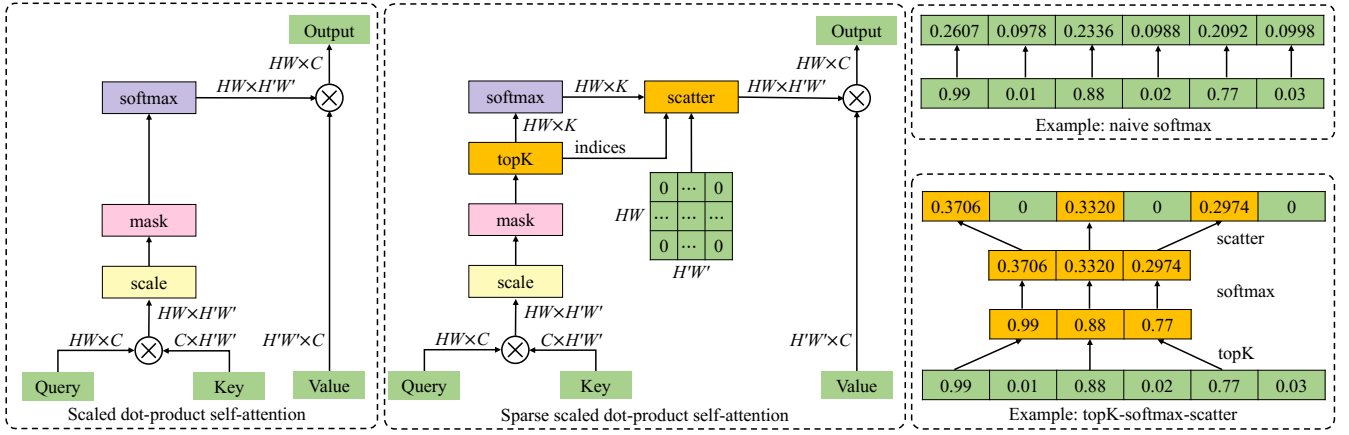 Output
HW×C
softmax
HW×H'W'
mask
scale
HW×H'W'
HW×C
C×H'W'
H'W'×C
Query
Key
Value
Scaled dot-product self-attention
Output
HW×C
softmax
HW×K
scatter
HW×H'W'
HW×K
topK
indices
0 ... 0
... ... ...
0 ... 0
HW
H'W'
mask
scale
HW×H'W'
HW×C
C×H'W'
H'W'×C
Query
Key
Value
Sparse scaled dot-product self-attention
0.2607 0.0978 0.2336 0.0988 0.2092 0.0998
0.99 0.01 0.88 0.02 0.77 0.03
Example: naive softmax
0.3706 0 0.3320 0 0.2974 0
scatter
0.3706 0.3320 0.2974
softmax
0.99 0.88 0.77
topK
0.99 0.01 0.88 0.02 0.77 0.03
Example: topK-softmax-scatter